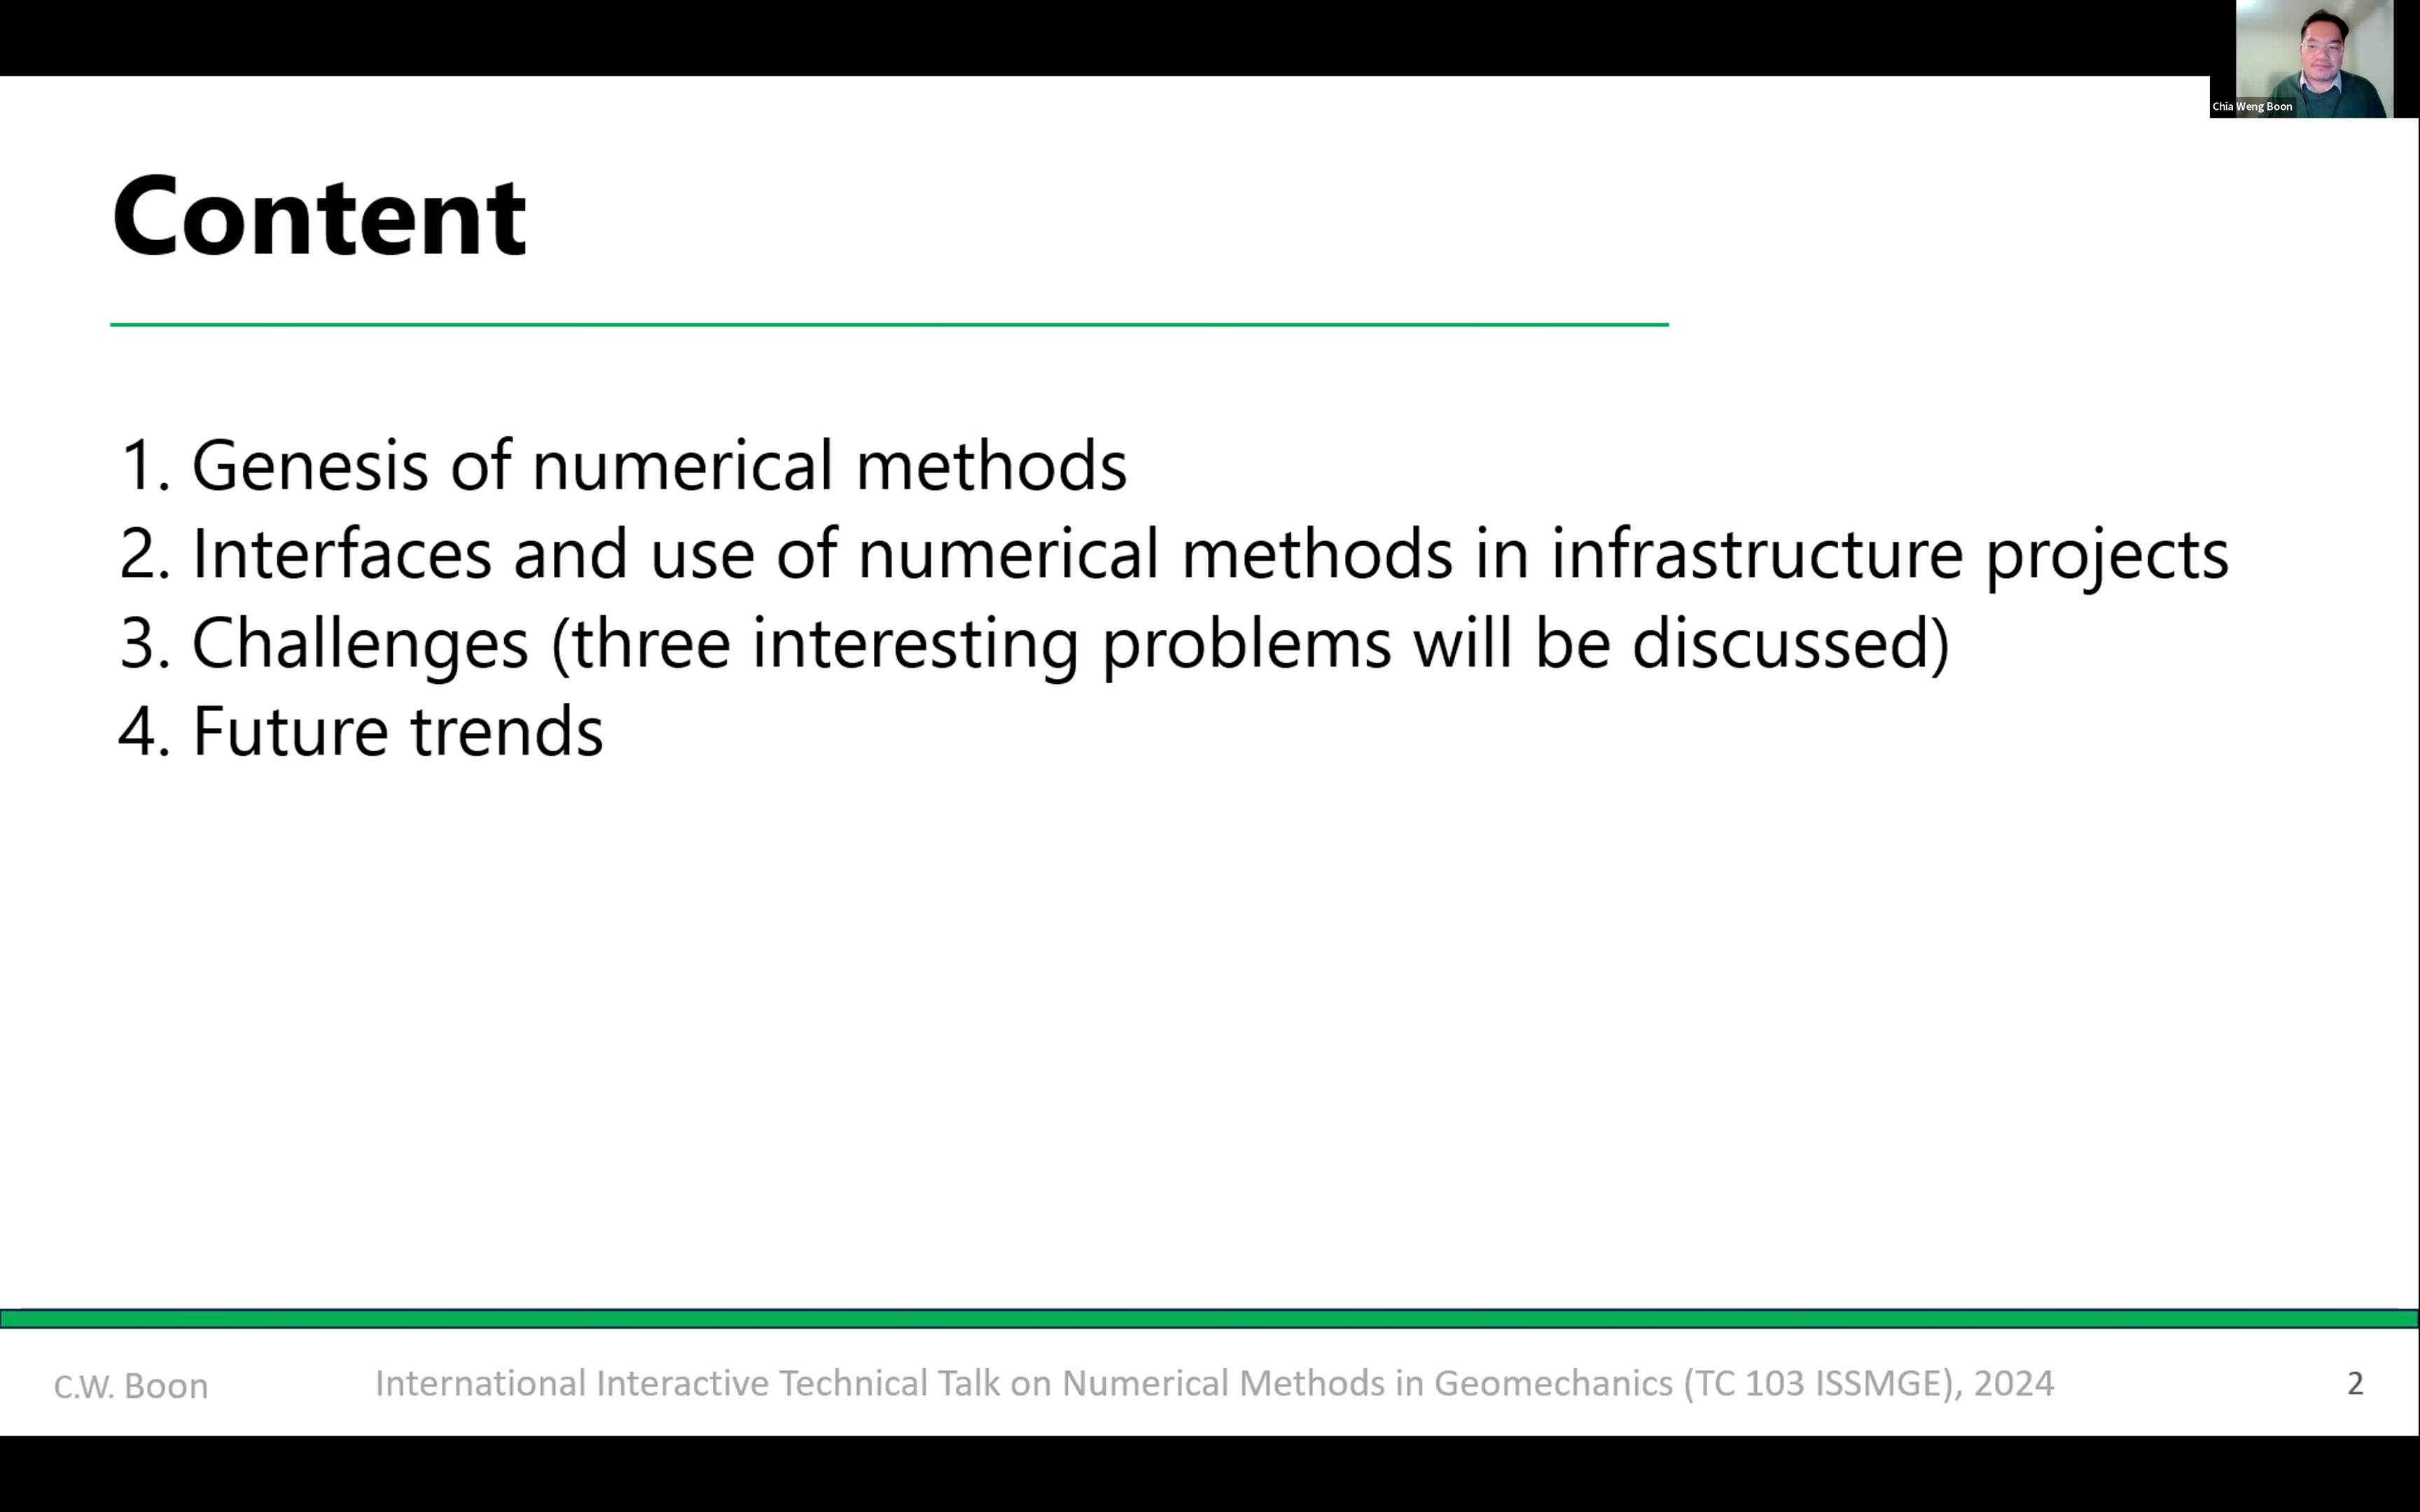 Chia Weng Boon
Content
1. Genesis of numerical methods
2. Interfaces and use of numerical methods in infrastructure projects
3. Challenges (three interesting problems will be discussed)
4. Future trends
C.W. Boon
International Interactive Technical Talk on Numerical Methods in Geomechanics (TC 103 ISSMGE), 2024
2